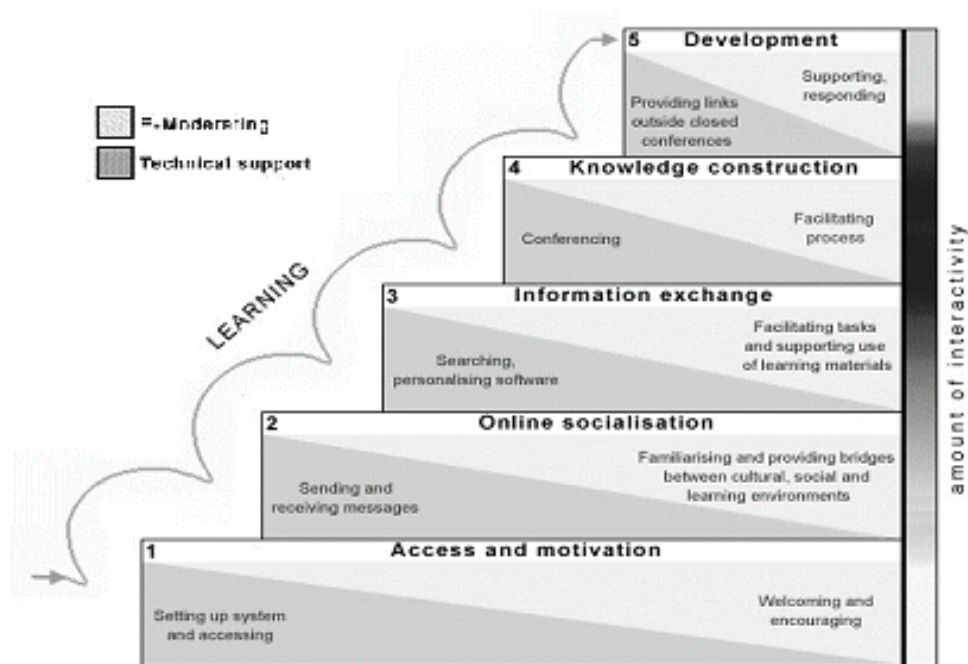 5 Development
Supporting,
responding
Providing links
outside closed
conferences
E-Moderating
Technical support
4 Knowledge construction
Facilitating
process
Conferencing
LEARNING
3 Information exchange
Facilitating tasks
and supporting use
of learning materials
Searching,
personalising software
2 Online socialisation
Familiarising and providing bridges
between cultural, social and
learning environments
Sending and
receiving messages
1 Access and motivation
Welcoming and
encouraging
Setting up system
and accessing
amount of interactivity